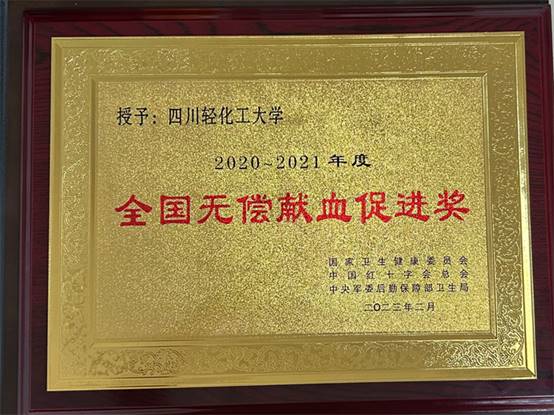 授予：四川轻化工大学
2020~2021年度
全国无偿献血促进奖
国家卫生健康委员会
中国红十字会总会
中央军委后勤保障部卫生局
二〇二三年二月